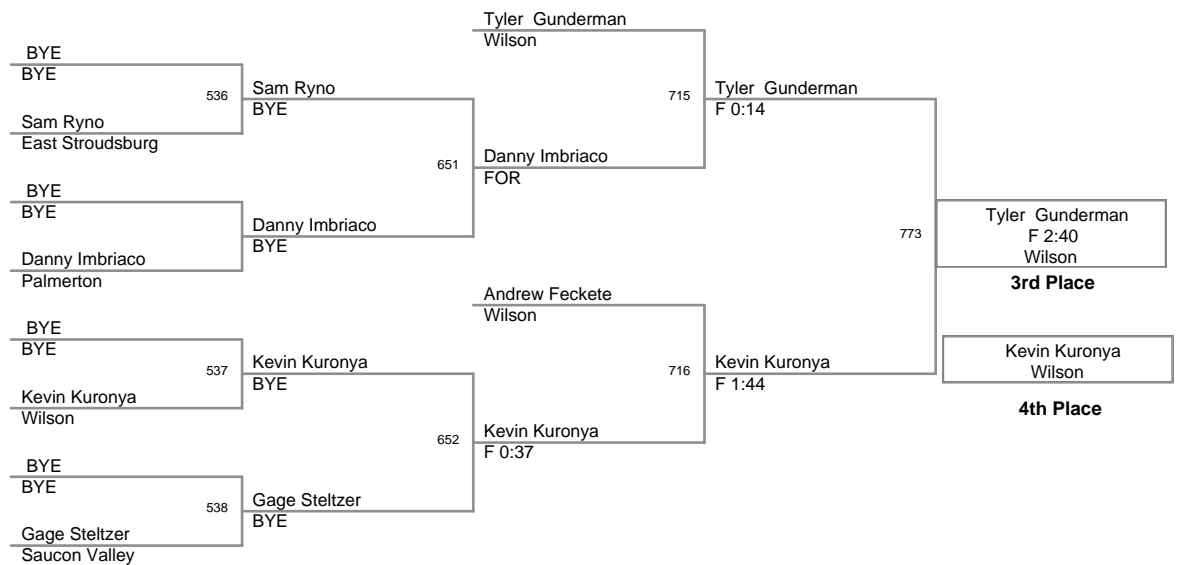 BYE
BYE
536
Sam Ryno
East Stroudsburg
BYE
BYE
Danny Imbriaco
Palmerton
BYE
BYE
537
Kevin Kuronya
Wilson
BYE
BYE
538
Gage Steltzer
Saucon Valley
Sam Ryno
BYE
651
Danny Imbriaco
BYE
Kevin Kuronya
BYE
652
Gage Steltzer
BYE
Tyler Gunderman
Wilson
715
Danny Imbriaco
FOR
Andrew Feckete
Wilson
716
Kevin Kuronya
F 0:37
Tyler Gunderman
F 0:14
773
Kevin Kuronya
F 1:44
Tyler Gunderman
F 2:40
Wilson
3rd Place
Kevin Kuronya
Wilson
4th Place